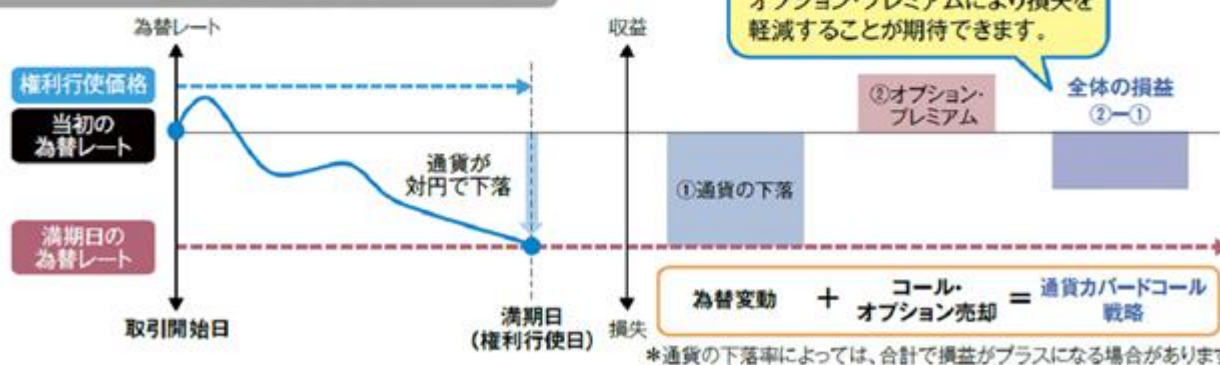 オプション・プレミアムにより損失を
軽減することが期待できます。
為替レート
収益
権利行使価格
当初の
為替レート
満期日の
為替レート
通貨が
対円で下落
取引開始日
満期日
(権利行使日)
損失
①通貨の下落
②オプション・
プレミアム
全体の損益
②ー①
為替変動 + コール・オプション売却 = 通貨カバードコール戦略
*通貨の下落率によっては、合計で損益がプラスになる場合があります